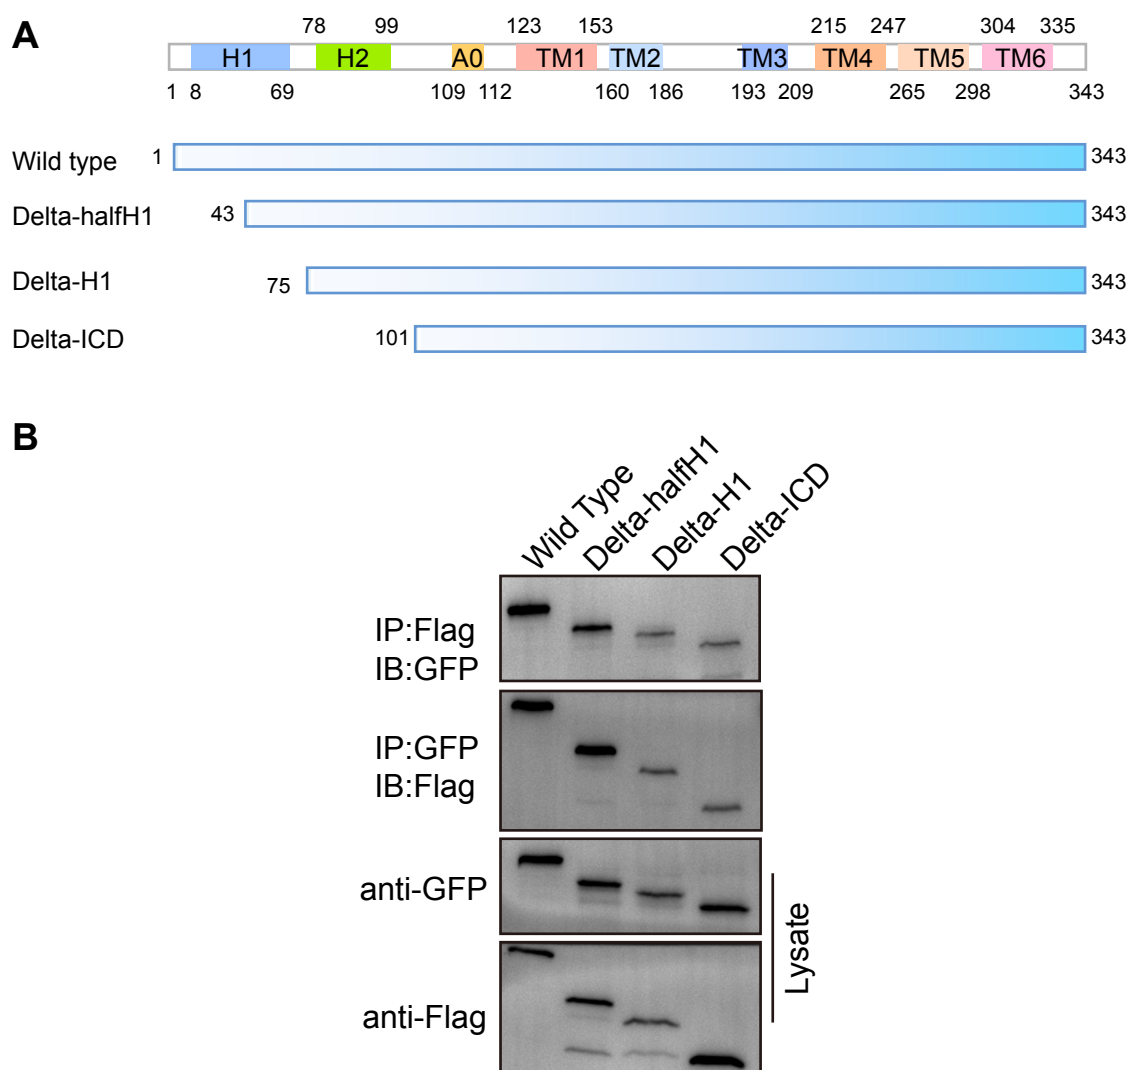 A
78 99 123 153 215 247 304 335
H1 H2 A0 TM1 TM2 TM3 TM4 TM5 TM6
1 8 69 109 112 160 186 193 209 265 298 343
Wild type 1 343
Delta-halfH1 43 343
Delta-H1 75 343
Delta-ICD 101 343
B
Wild Type
Delta-halfH1
Delta-H1
Delta-ICD
IP:Flag
IB:GFP
IP:GFP
IB:Flag
anti-GFP
anti-Flag
Lysate